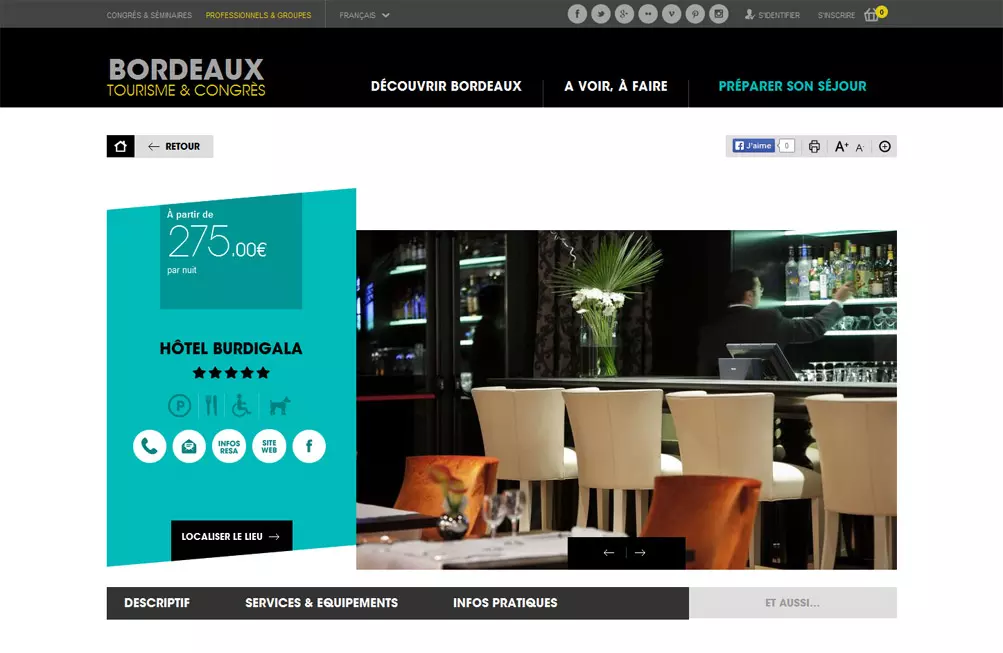 CONGRÈS & SÉMINAIRES PROFESSIONNELS & GROUPES FRANÇAIS S'IDENTIFIER S'INSCRIRE 0
BORDEAUX
TOURISME & CONGRÈS
DÉCOUVRIR BORDEAUX A VOIR, À FAIRE PRÉPARER SON SÉJOUR
RETOUR
J'aime 0 A+ A-
À partir de
275.00€
par nuit
HÔTEL BURDIGALA
P
INFOS
RESA
SITE
WEB
f
LOCALISER LE LIEU
DESCRIPTIF SERVICES & EQUIPEMENTS INFOS PRATIQUES ET AUSSI...